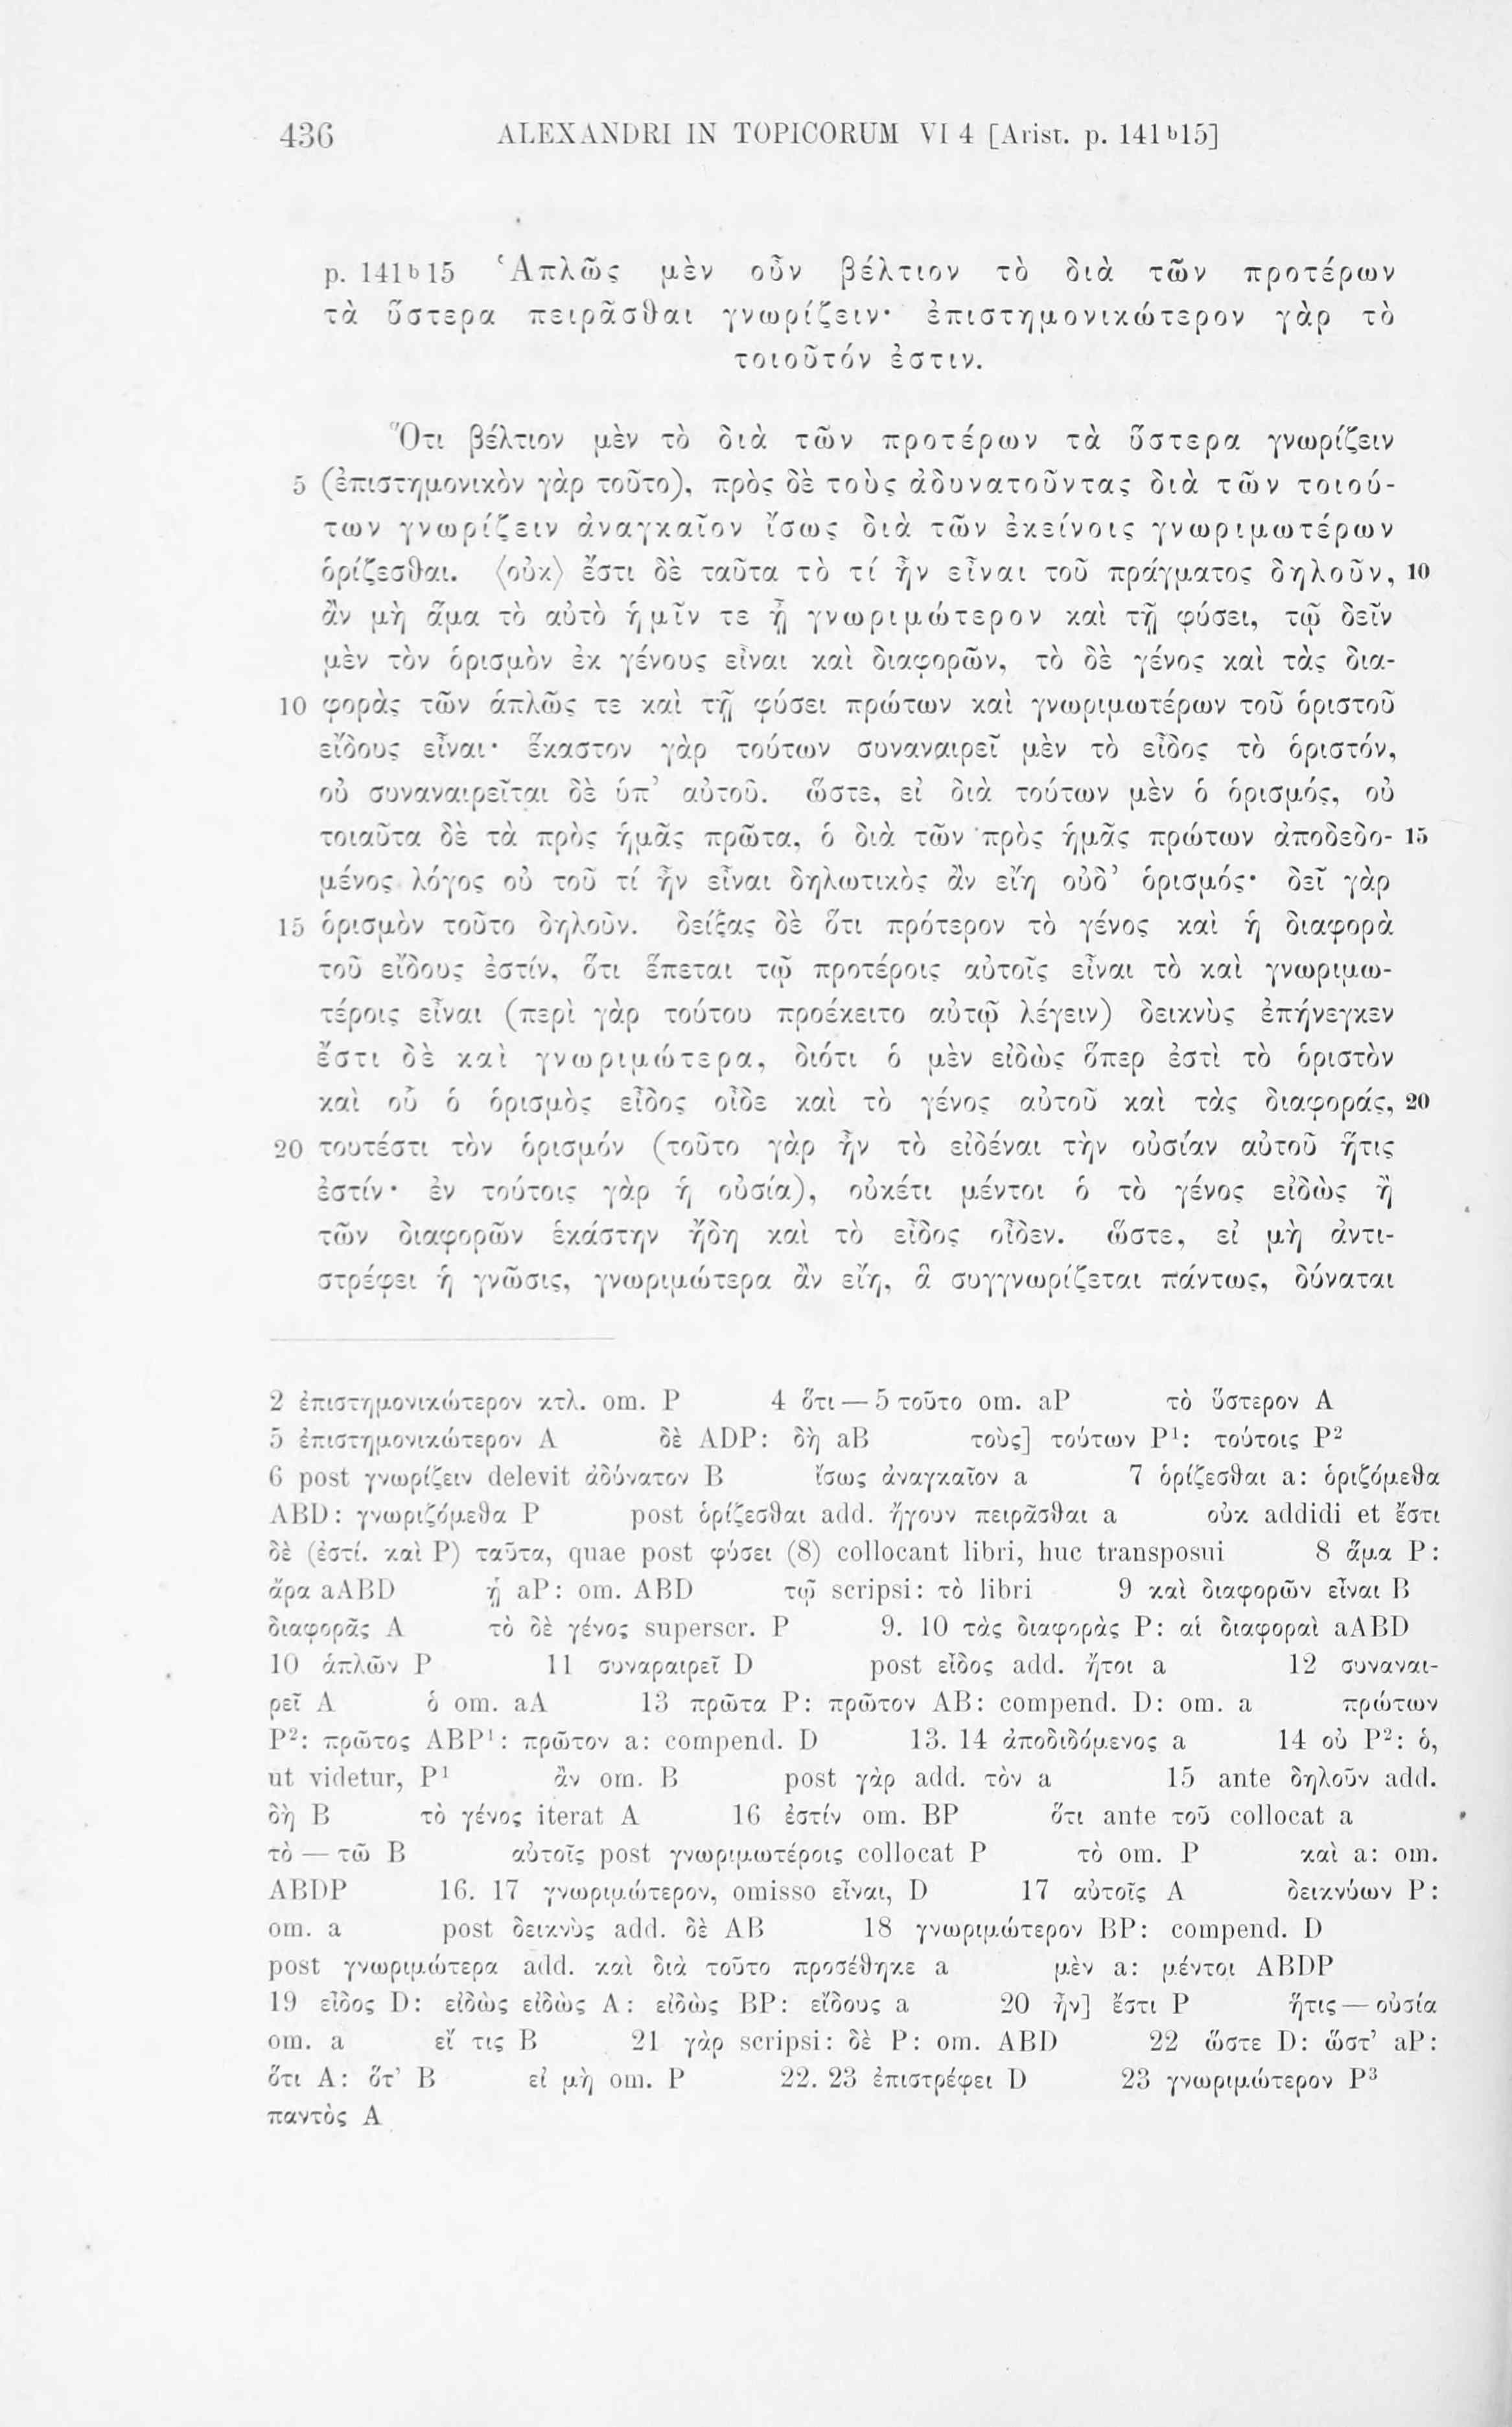 436 ALEXANDRI IN TOPICORUM VI 4 [Arist. p. 141ᵇ15]
p. 141ᵇ15 Ἁπλῶς μὲν οὖν βέλτιον τὸ διὰ τῶν προτέρων
τὰ ὕστερα πειρᾶσθαι γνωρίζειν· ἐπιστημονικώτερον γὰρ τὸ
τοιοῦτόν ἐστιν.
Ὅτι βέλτιον μὲν τὸ διὰ τῶν προτέρων τὰ ὕστερα γνωρίζειν
5 (ἐπιστημονικὸν γὰρ τοῦτο), πρὸς δὲ τοὺς ἀδυνατοῦντας διὰ τῶν τοιού-
των γνωρίζειν ἀναγκαῖον ἴσως διὰ τῶν ἐκείνοις γνωριμωτέρων
ὁρίζεσθαι. ⟨οὐκ⟩ ἔστι δὲ ταῦτα τὸ τί ἦν εἶναι τοῦ πράγματος δηλοῦν, 10
ἂν μὴ ἅμα τὸ αὐτὸ ἡμῖν τε ᾖ γνωριμώτερον καὶ τῇ φύσει, τῷ δεῖν
μὲν τὸν ὁρισμὸν ἐκ γένους εἶναι καὶ διαφορῶν, τὸ δὲ γένος καὶ τὰς δια-
10 φορὰς τῶν ἁπλῶς τε καὶ τῇ φύσει πρώτων καὶ γνωριμωτέρων τοῦ ὁριστοῦ
εἴδους εἶναι· ἕκαστον γὰρ τούτων συναναιρεῖ μὲν τὸ εἶδος τὸ ὁριστόν,
οὐ συναναιρεῖται δὲ ὑπ’ αὐτοῦ. ὥστε, εἰ διὰ τούτων μὲν ὁ ὁρισμός, οὐ
τοιαῦτα δὲ τὰ πρὸς ἡμᾶς πρῶτα, ὁ διὰ τῶν πρὸς ἡμᾶς πρώτων ἀποδεδο- 15
μένος λόγος οὐ τοῦ τί ἦν εἶναι δηλωτικὸς ἂν εἴη οὐδ’ ὁρισμός· δεῖ γὰρ
15 ὁρισμὸν τοῦτο δηλοῦν. δείξας δὲ ὅτι πρότερον τὸ γένος καὶ ἡ διαφορὰ
τοῦ εἴδους ἐστίν, ὅτι ἕπεται τῷ προτέροις αὐτοῖς εἶναι τὸ καὶ γνωριμω-
τέροις εἶναι (περὶ γὰρ τούτου προέκειτο αὐτῷ λέγειν) δεικνὺς ἐπήνεγκεν
ἔστι δὲ καὶ γνωριμώτερα, διότι ὁ μὲν εἰδὼς ὅπερ ἐστὶ τὸ ὁριστὸν
καὶ οὗ ὁ ὁρισμὸς εἶδος οἶδε καὶ τὸ γένος αὐτοῦ καὶ τὰς διαφοράς, 20
20 τουτέστι τὸν ὁρισμόν (τοῦτο γὰρ ἦν τὸ εἰδέναι τὴν οὐσίαν αὐτοῦ ἥτις
ἐστίν· ἐν τούτοις γὰρ ἡ οὐσία), οὐκέτι μέντοι ὁ τὸ γένος εἰδὼς ἢ
τῶν διαφορῶν ἑκάστην ἤδη καὶ τὸ εἶδος οἶδεν. ὥστε, εἰ μὴ ἀντι-
στρέφει ἡ γνῶσις, γνωριμώτερα ἂν εἴη, ἃ συγγνωρίζεται πάντως, δύναται
2 ἐπιστημονικώτερον κτλ. om. P 4 ὅτι — 5 τοῦτο om. aP τὸ ὕστερον A
5 ἐπιστημονικώτερον A δὲ ADP: δὴ aB τοὺς] τούτων P¹: τούτοις P²
6 post γνωρίζειν delevit ἀδύνατον B ἴσως ἀναγκαῖον a 7 ὁρίζεσθαι a: ὁριζόμεθα
ABD: γνωριζόμεθα P post ὁρίζεσθαι add. ἤγουν πειρᾶσθαι a οὐκ addidi et ἔστι
δὲ (ἐστί. καὶ P) ταῦτα, quae post φύσει (8) collocant libri, huc transposui 8 ἅμα P:
ἄρα aABD ᾖ aP: om. ABD τῷ scripsi: τὸ libri 9 καὶ διαφορῶν εἶναι B
διαφορᾶς A τὸ δὲ γένος superscr. P 9. 10 τὰς διαφορὰς P: αἱ διαφοραὶ aABD
10 ἁπλῶν P 11 συναραιρεῖ D post εἶδος add. ἤτοι a 12 συναναι-
ρεῖ A ὁ om. aA 13 πρῶτα P: πρῶτον AB: compend. D: om. a πρώτων
P²: πρῶτος ABP¹: πρῶτον a: compend. D 13. 14 ἀποδιδόμενος a 14 οὐ P²: ὁ,
ut videtur, P¹ ἂν om. B post γὰρ add. τὸν a 15 ante δηλοῦν add.
δὴ B τὸ γένος iterat A 16 ἐστίν om. BP ὅτι ante τοῦ collocat a
τὸ — τῶ B αὐτοῖς post γνωριμωτέροις collocat P τὸ om. P καὶ a: om.
ABDP 16. 17 γνωριμώτερον, omisso εἶναι, D 17 αὐτοῖς A δεικνύων P:
om. a post δεικνὺς add. δὲ AB 18 γνωριμώτερον BP: compend. D
post γνωριμώτερα add. καὶ διὰ τοῦτο προσέθηκε a μὲν a: μέντοι ABDP
19 εἶδος D: εἰδὼς εἰδὼς A: εἰδὼς BP: εἴδους a 20 ἦν] ἔστι P ἥτις — οὐσία
om. a εἴ τις B 21 γὰρ scripsi: δὲ P: om. ABD 22 ὥστε D: ὥστ’ aP:
ὅτι A: ὅτ’ B εἰ μὴ om. P 22. 23 ἐπιστρέφει D 23 γνωριμώτερον P³
παντὸς A